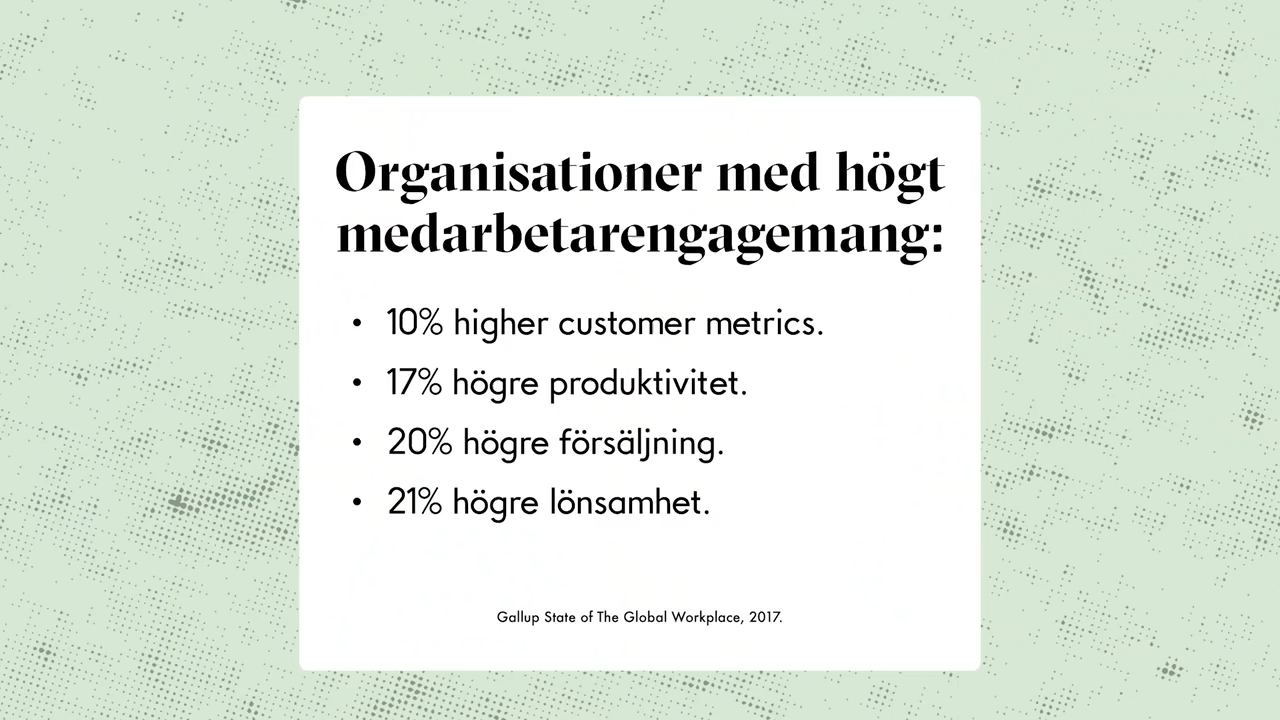 Organisationer med högt
medarbetarengagemang:
• 10% higher customer metrics.
• 17% högre produktivitet.
• 20% högre försäljning.
• 21% högre lönsamhet.
Gallup State of The Global Workplace, 2017.